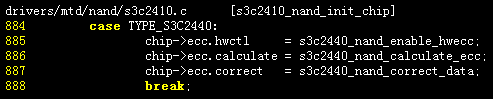 drivers/mtd/nand/s3c2410.c     [s3c2410_nand_init_chip]
884         case TYPE_S3C2440:
885             chip->ecc.hwctl     = s3c2440_nand_enable_hwecc;
886             chip->ecc.calculate = s3c2440_nand_calculate_ecc;
887             chip->ecc.correct   = s3c2440_nand_correct_data;
888             break;